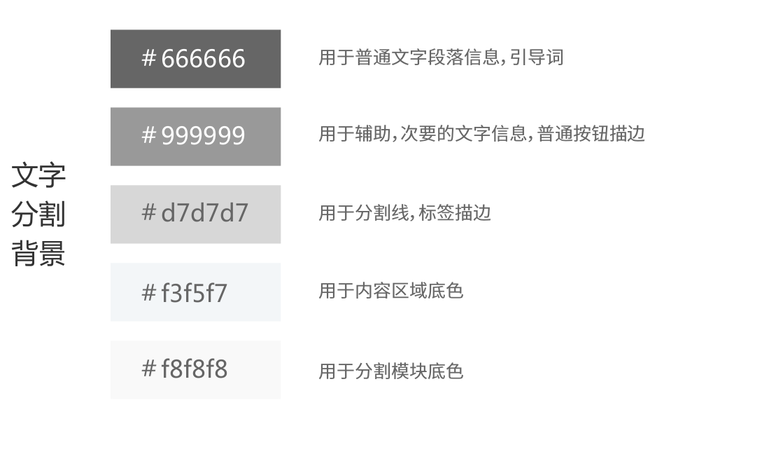 文字
分割
背景
# 666666
用于普通文字段落信息，引导词
# 999999
用于辅助，次要的文字信息，普通按钮描边
# d7d7d7
用于分割线，标签描边
# f3f5f7
用于内容区域底色
# f8f8f8
用于分割模块底色